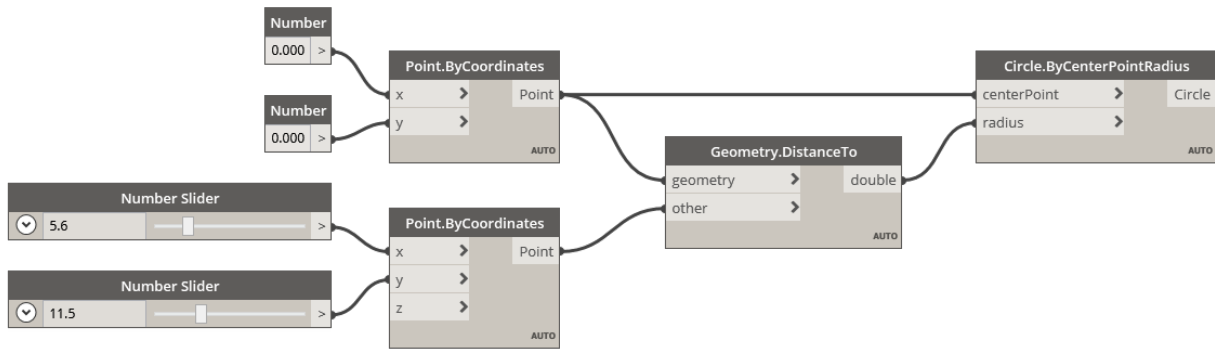 Number
0.000 >
Number
0.000 >
Point.ByCoordinates
x > Point
y >
AUTO
Number Slider
5.6 >
Number Slider
11.5 >
Point.ByCoordinates
x > Point
y >
z >
AUTO
Geometry.DistanceTo
geometry > double
other >
AUTO
Circle.ByCenterPointRadius
centerPoint > Circle
radius >
AUTO